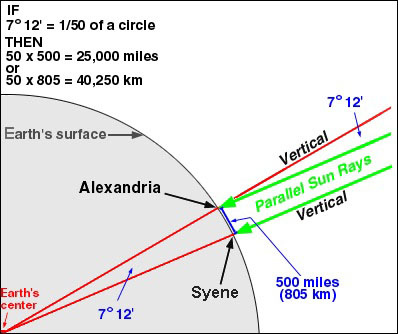 IF
7° 12' = 1/50 of a circle
THEN
50 x 500 = 25,000 miles
or
50 x 805 = 40,250 km
7° 12'
Earth's surface
Vertical
Parallel Sun Rays
Alexandria
Vertical
500 miles
(805 km)
Syene
Earth's
center
7° 12'